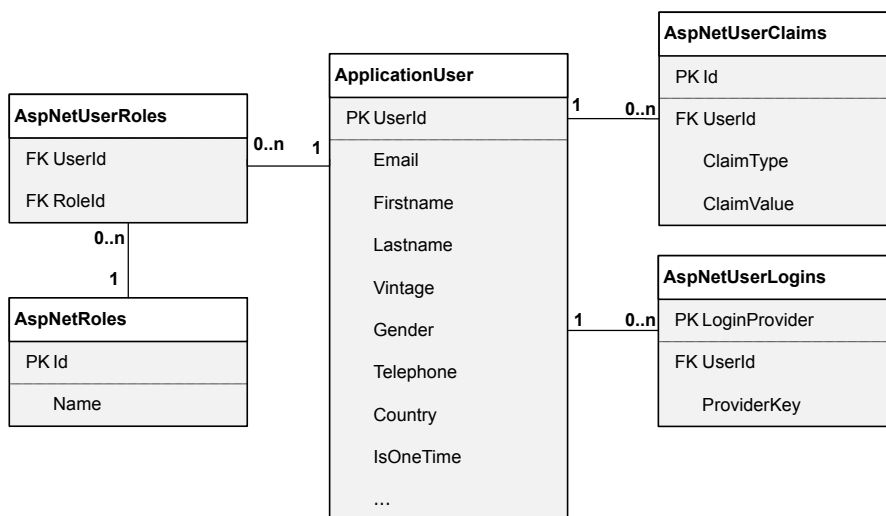 AspNetUserRoles
FK UserId
FK RoleId
0..n
1
0..n
1
AspNetRoles
PK Id
Name
ApplicationUser
PK UserId
Email
Firstname
Lastname
Vintage
Gender
Telephone
Country
IsOneTime
...
1
0..n
AspNetUserClaims
PK Id
FK UserId
ClaimType
ClaimValue
1
0..n
AspNetUserLogins
PK LoginProvider
FK UserId
ProviderKey